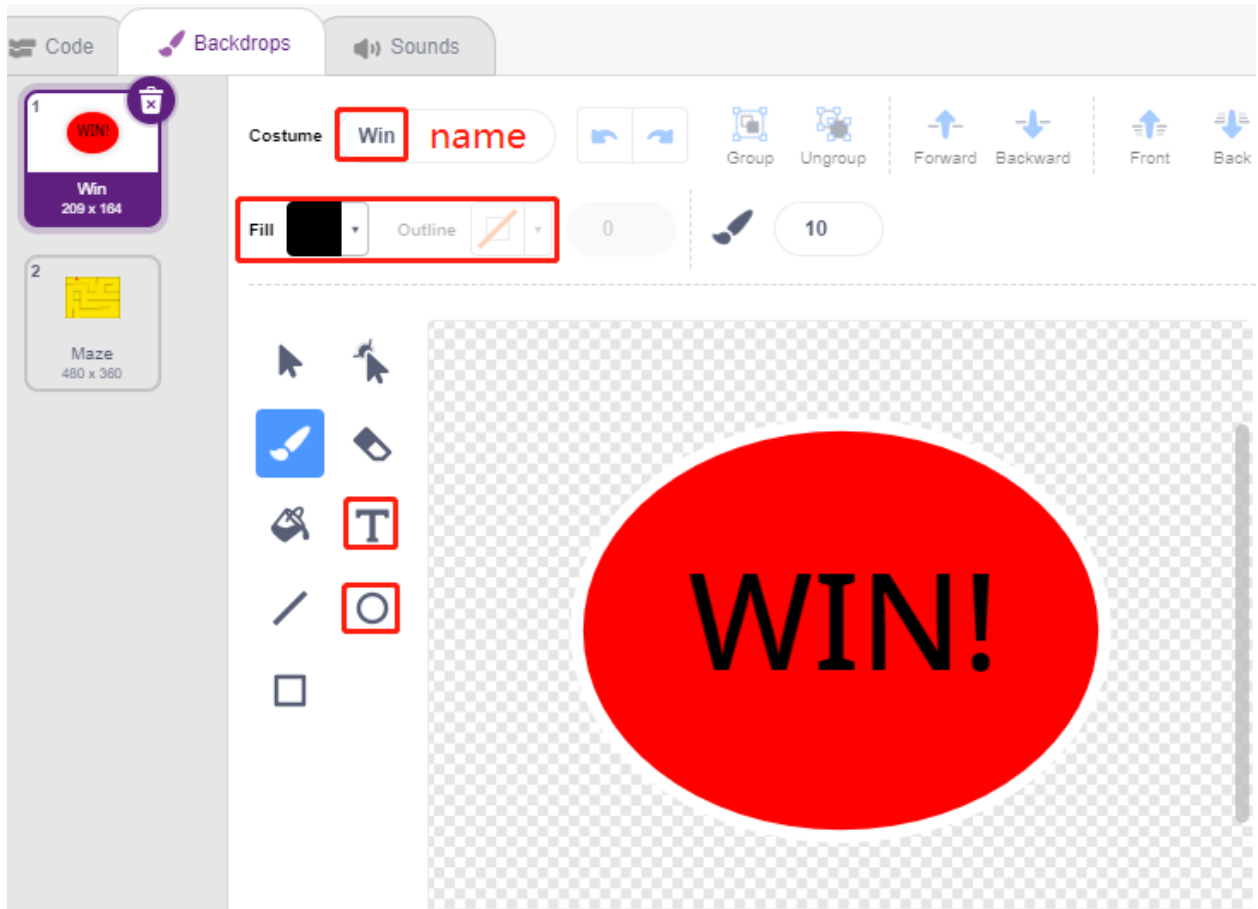 Code Backdrops Sounds
1
WIN!
Win
209 x 164
2
Maze
480 x 360
Costume Win name
Group Ungroup Forward Backward Front Back
Fill Outline 0 10
T
WIN!